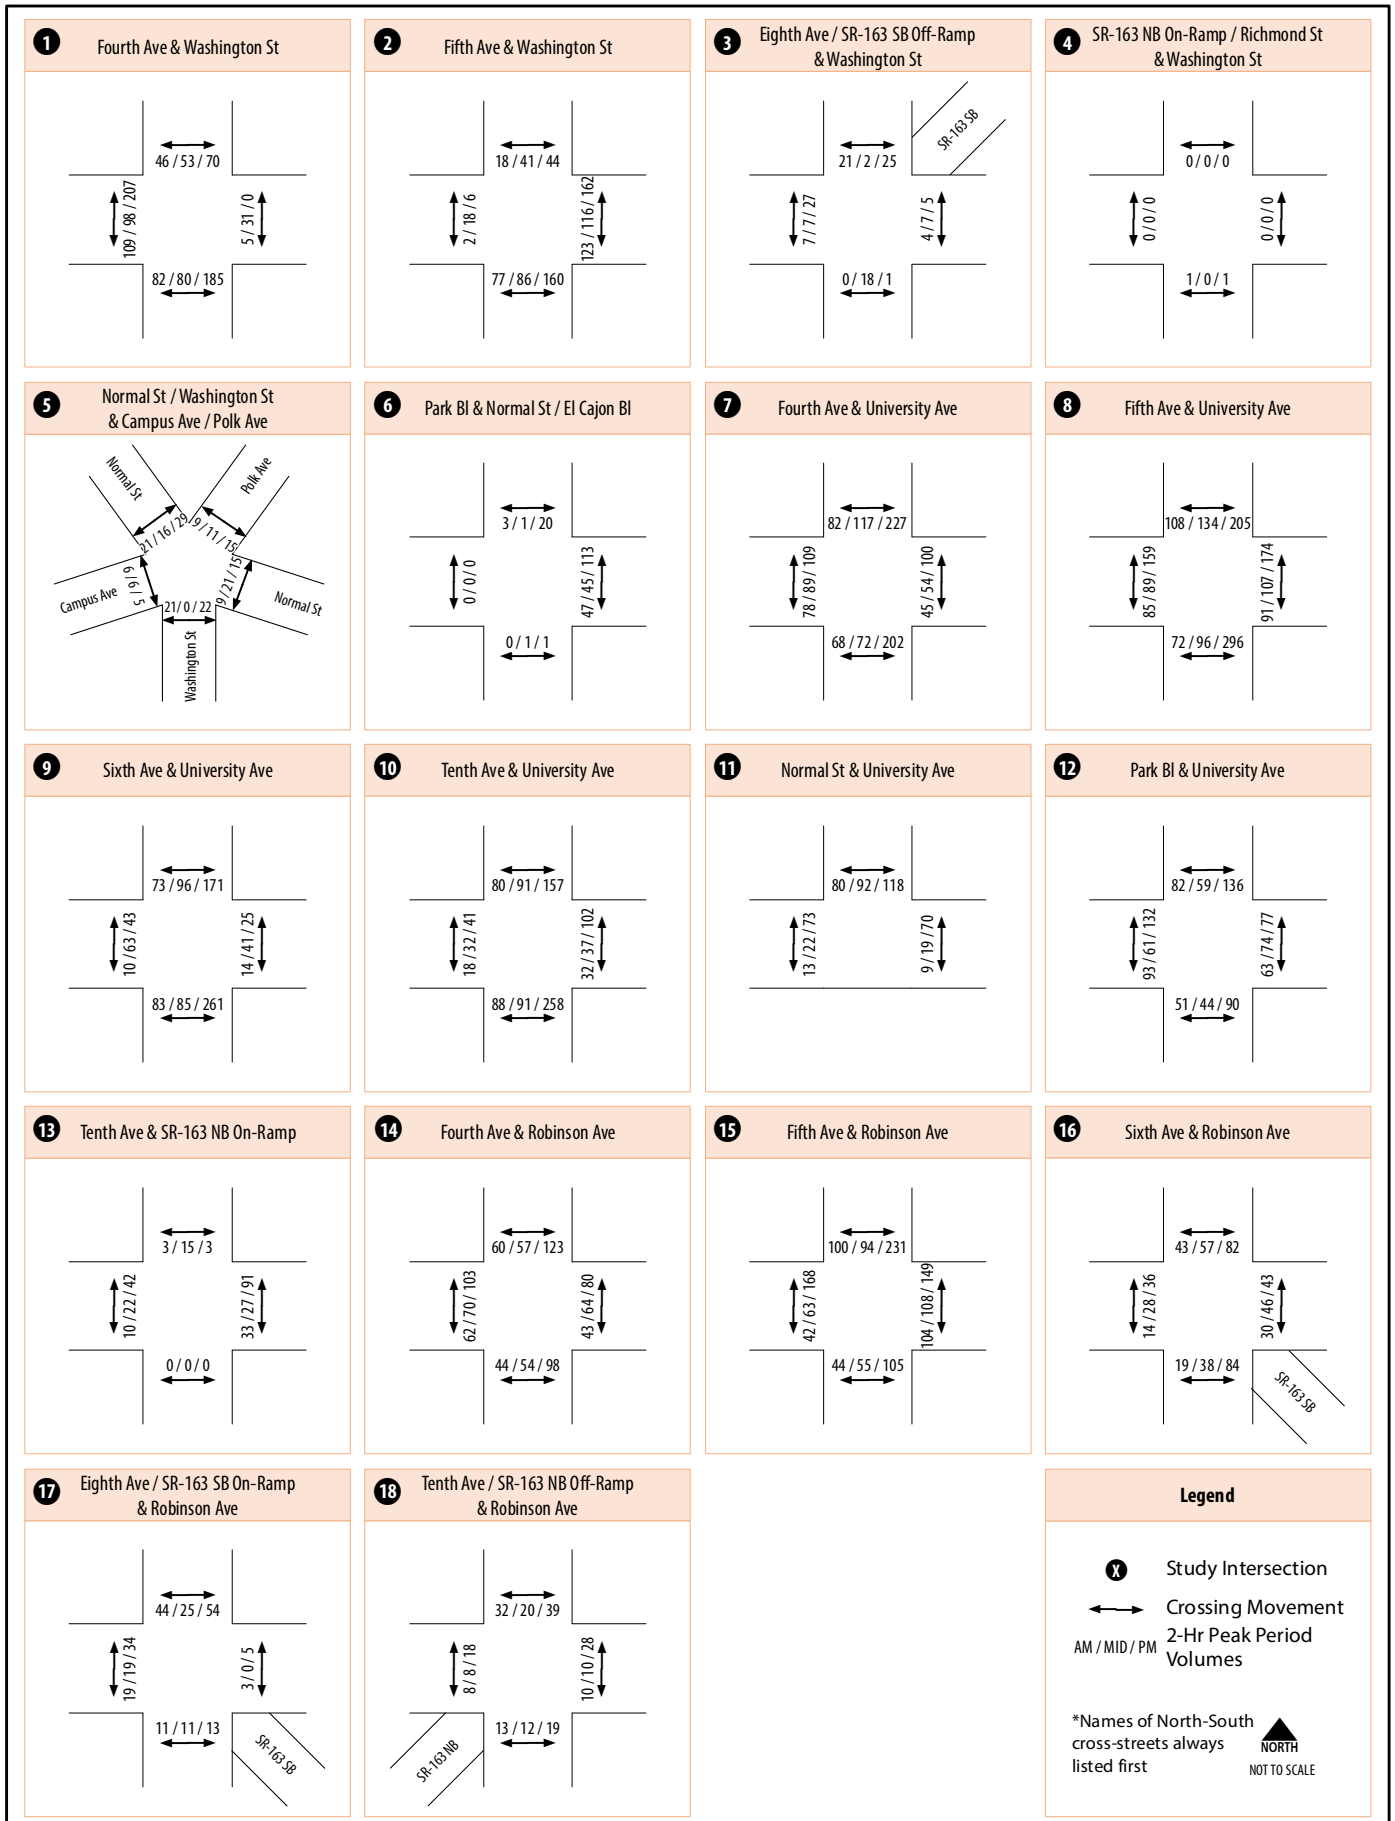 1
Fourth Ave & Washington St
46 / 53 / 70
109 / 98 / 207
5 / 31 / 0
82 / 80 / 185
2
Fifth Ave & Washington St
18 / 41 / 44
2 / 18 / 6
123 / 116 / 162
77 / 86 / 160
3
Eighth Ave / SR-163 SB Off-Ramp
& Washington St
SR-163 SB
21 / 2 / 25
7 / 7 / 27
4 / 7 / 5
0 / 18 / 1
4
SR-163 NB On-Ramp / Richmond St
& Washington St
0 / 0 / 0
0 / 0 / 0
0 / 0 / 0
1 / 0 / 1
5
Normal St / Washington St
& Campus Ave / Polk Ave
Normal St
Polk Ave
21 / 16 / 29
9 / 11 / 15
6 / 6 / 5
9 / 21 / 15
Campus Ave
21 / 0 / 22
Normal St
Washington St
6
Park Bl & Normal St / El Cajon Bl
3 / 1 / 20
0 / 0 / 0
47 / 45 / 113
0 / 1 / 1
7
Fourth Ave & University Ave
82 / 117 / 227
78 / 89 / 109
45 / 54 / 100
68 / 72 / 202
8
Fifth Ave & University Ave
108 / 134 / 205
85 / 89 / 159
91 / 107 / 174
72 / 96 / 296
9
Sixth Ave & University Ave
73 / 96 / 171
10 / 63 / 43
14 / 41 / 25
83 / 85 / 261
10
Tenth Ave & University Ave
80 / 91 / 157
18 / 32 / 41
32 / 37 / 102
88 / 91 / 258
11
Normal St & University Ave
80 / 92 / 118
13 / 22 / 73
9 / 19 / 70
12
Park Bl & University Ave
82 / 59 / 136
93 / 61 / 132
63 / 74 / 77
51 / 44 / 90
13
Tenth Ave & SR-163 NB On-Ramp
3 / 15 / 3
10 / 22 / 42
33 / 27 / 91
0 / 0 / 0
14
Fourth Ave & Robinson Ave
60 / 57 / 123
62 / 70 / 103
43 / 64 / 80
44 / 54 / 98
15
Fifth Ave & Robinson Ave
100 / 94 / 231
42 / 63 / 168
104 / 108 / 149
44 / 55 / 105
16
Sixth Ave & Robinson Ave
43 / 57 / 82
14 / 28 / 36
30 / 46 / 43
19 / 38 / 84
SR-163 SB
17
Eighth Ave / SR-163 SB On-Ramp
& Robinson Ave
44 / 25 / 54
19 / 19 / 34
3 / 0 / 5
11 / 11 / 13
SR-163 SB
18
Tenth Ave / SR-163 NB Off-Ramp
& Robinson Ave
32 / 20 / 39
8 / 8 / 18
10 / 10 / 28
13 / 12 / 19
SR-163 NB
Legend
X Study Intersection
Crossing Movement
AM / MID / PM 2-Hr Peak Period
Volumes
*Names of North-South
cross-streets always
listed first
NORTH
NOT TO SCALE